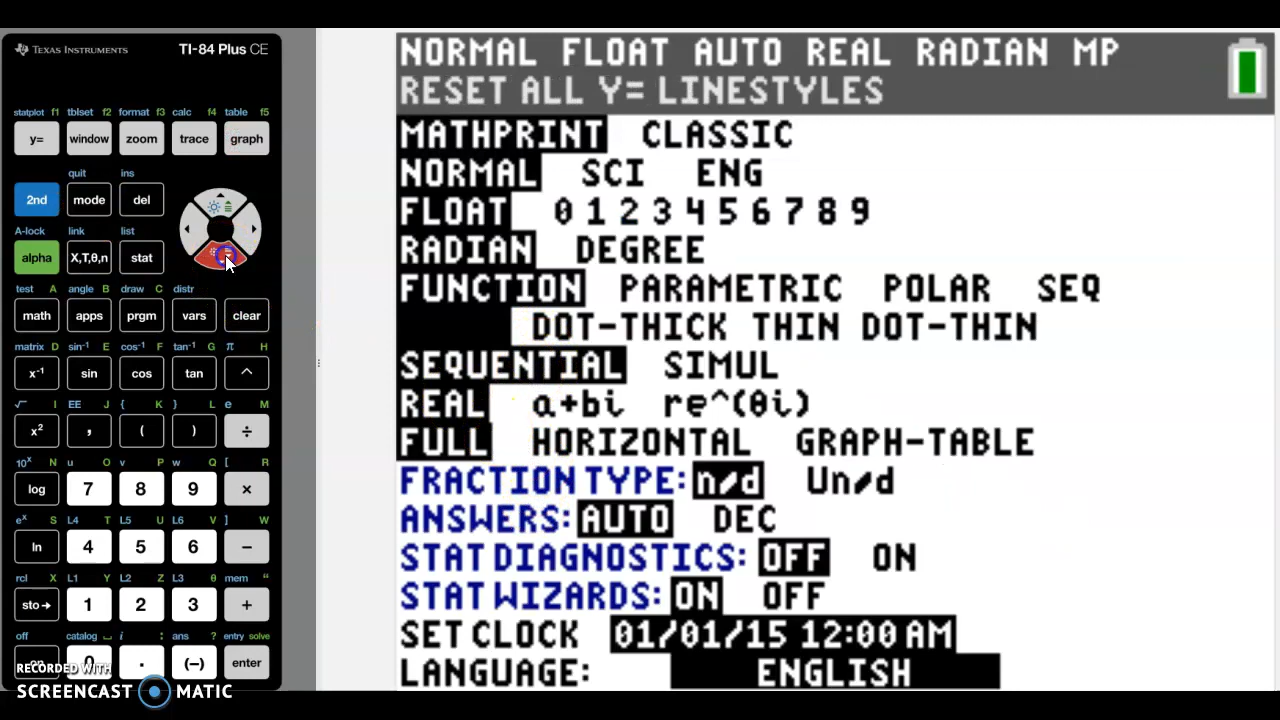 TEXAS INSTRUMENTS TI-84 Plus CE
statplot f1 tblset f2 format f3 calc f4 table f5
y= window zoom trace graph
quit ins
2nd mode del
A-lock link list
alpha X,T,θ,n stat
test A angle B draw C distr
math apps prgm vars clear
matrix D sin⁻¹ E cos⁻¹ F tan⁻¹ G π H
x⁻¹ sin cos tan ^
√ I EE J { K } L e M
x² , ( ) ÷
10ˣ N u O v P w Q [ R
log 7 8 9 ×
eˣ S L4 T L5 U L6 V ] W
ln 4 5 6 −
rcl X L1 Y L2 Z L3 θ mem "
sto→ 1 2 3 +
off catalog i : ans ? entry solve
on 0 . (−) enter
RECORDED WITH
SCREENCAST MATIC
NORMAL FLOAT AUTO REAL RADIAN MP
RESET ALL Y= LINESTYLES
MATHPRINT CLASSIC
NORMAL SCI ENG
FLOAT 0 1 2 3 4 5 6 7 8 9
RADIAN DEGREE
FUNCTION PARAMETRIC POLAR SEQ
DOT-THICK THIN DOT-THIN
SEQUENTIAL SIMUL
REAL a+bi re^(θi)
FULL HORIZONTAL GRAPH-TABLE
FRACTION TYPE: n/d Un/d
ANSWERS: AUTO DEC
STAT DIAGNOSTICS: OFF ON
STAT WIZARDS: ON OFF
SET CLOCK 01/01/15 12:00 AM
LANGUAGE: ENGLISH